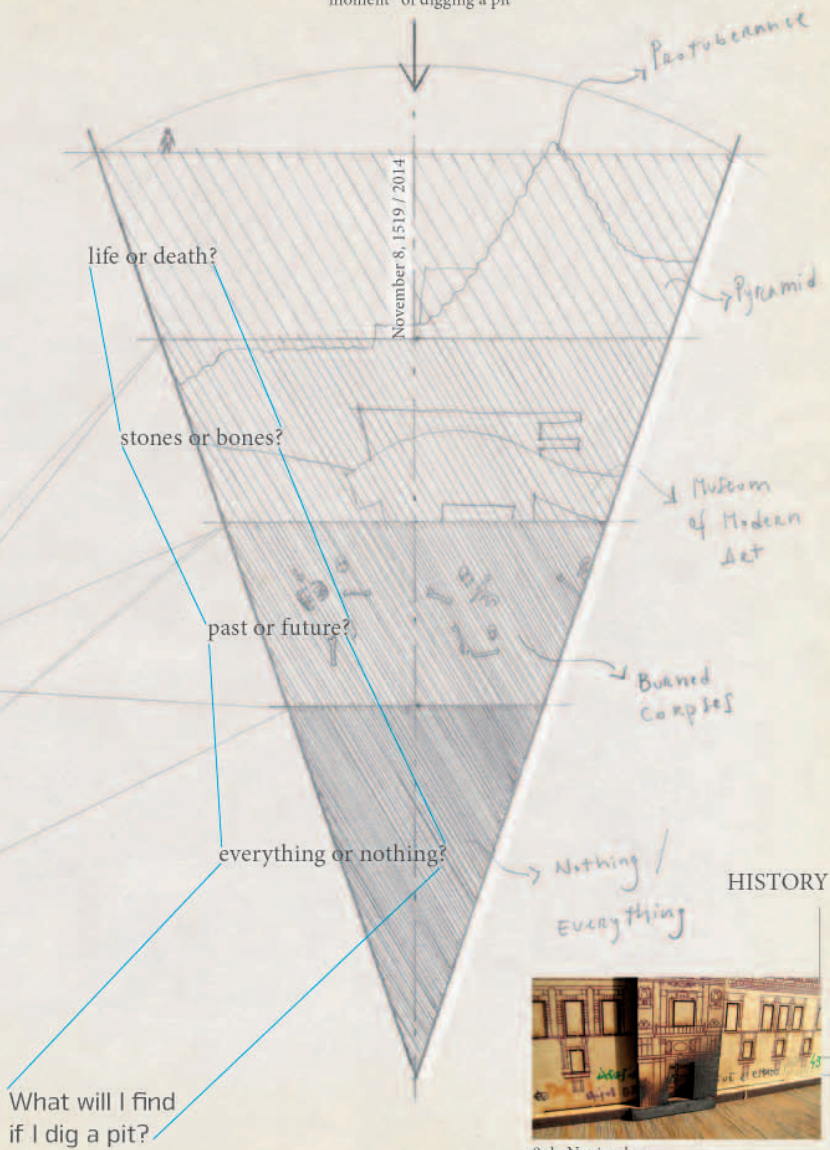 moment" of digging a pit
Protuberance
November 8, 1519 / 2014
life or death?
Pyramid
stones or bones?
Museum
of Modern
Art
past or future?
Burned
Corpses
everything or nothing?
Nothing /
Everything
HISTORY
43
What will I find
if I dig a pit?